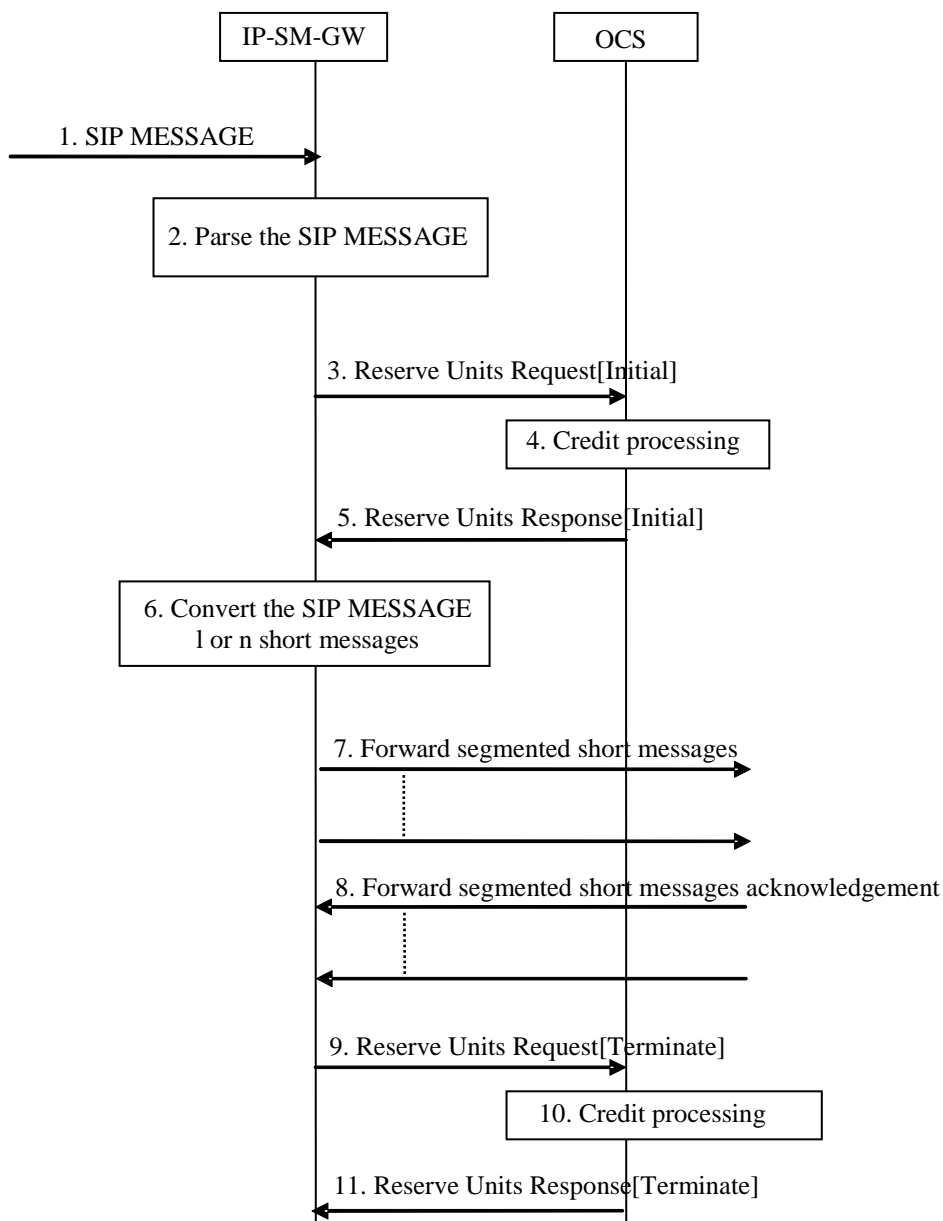 IP-SM-GW
OCS
1. SIP MESSAGE
2. Parse the SIP MESSAGE
3. Reserve Units Request[Initial]
4. Credit processing
5. Reserve Units Response[Initial]
6. Convert the SIP MESSAGE
l or n short messages
7. Forward segmented short messages
8. Forward segmented short messages acknowledgement
9. Reserve Units Request[Terminate]
10. Credit processing
11. Reserve Units Response[Terminate]